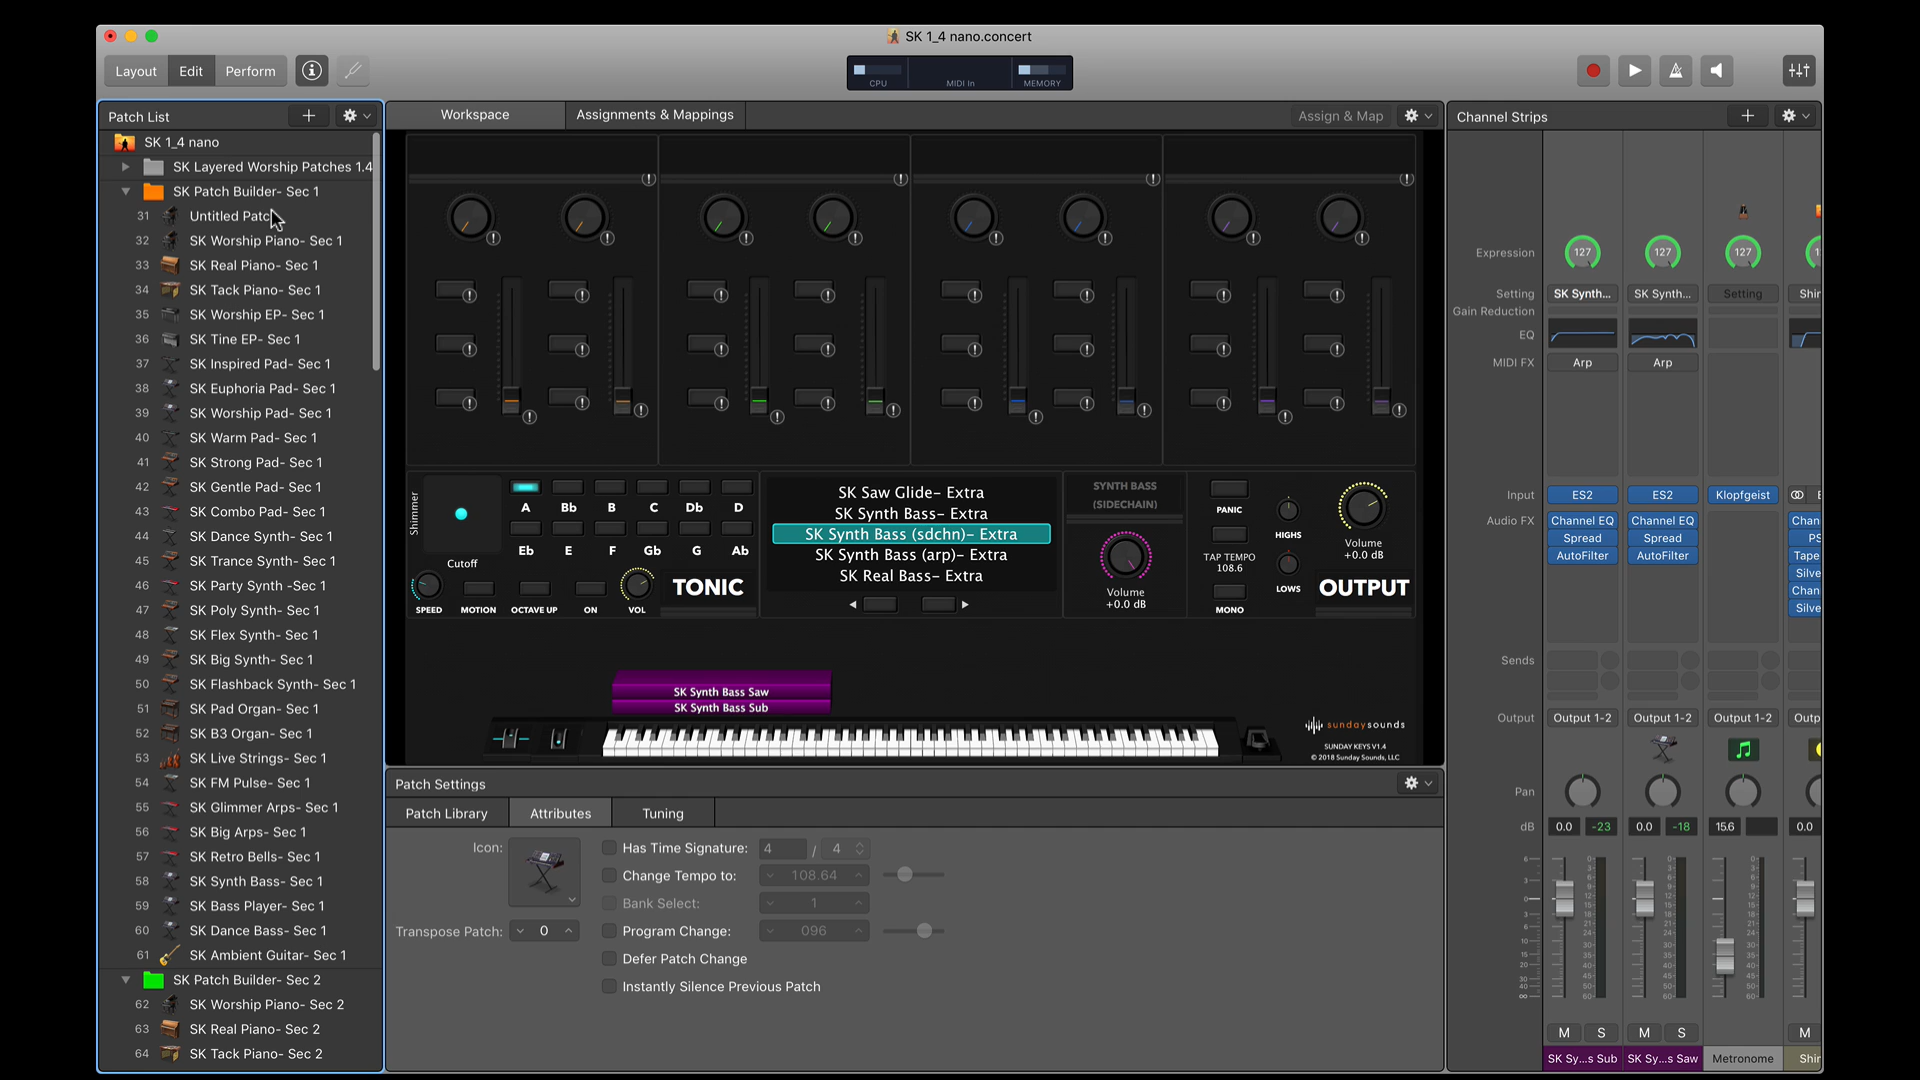 SK 1_4 nano.concert
Layout
Edit
Perform
CPU
MIDI In
MEMORY
Patch List
SK 1_4 nano
SK Layered Worship Patches 1.4
SK Patch Builder- Sec 1
31 Untitled Patc
32 SK Worship Piano- Sec 1
33 SK Real Piano- Sec 1
34 SK Tack Piano- Sec 1
35 SK Worship EP- Sec 1
36 SK Tine EP- Sec 1
37 SK Inspired Pad- Sec 1
38 SK Euphoria Pad- Sec 1
39 SK Worship Pad- Sec 1
40 SK Warm Pad- Sec 1
41 SK Strong Pad- Sec 1
42 SK Gentle Pad- Sec 1
43 SK Combo Pad- Sec 1
44 SK Dance Synth- Sec 1
45 SK Trance Synth- Sec 1
46 SK Party Synth -Sec 1
47 SK Poly Synth- Sec 1
48 SK Flex Synth- Sec 1
49 SK Big Synth- Sec 1
50 SK Flashback Synth- Sec 1
51 SK Pad Organ- Sec 1
52 SK B3 Organ- Sec 1
53 SK Live Strings- Sec 1
54 SK FM Pulse- Sec 1
55 SK Glimmer Arps- Sec 1
56 SK Big Arps- Sec 1
57 SK Retro Bells- Sec 1
58 SK Synth Bass- Sec 1
59 SK Bass Player- Sec 1
60 SK Dance Bass- Sec 1
61 SK Ambient Guitar- Sec 1
SK Patch Builder- Sec 2
62 SK Worship Piano- Sec 2
63 SK Real Piano- Sec 2
64 SK Tack Piano- Sec 2
Workspace
Assignments & Mappings
Assign & Map
Shimmer
Cutoff
A Bb B C Db D
Eb E F Gb G Ab
SPEED
MOTION
OCTAVE UP
ON
VOL
TONIC
SK Saw Glide- Extra
SK Synth Bass- Extra
SK Synth Bass (sdchn)- Extra
SK Synth Bass (arp)- Extra
SK Real Bass- Extra
SYNTH BASS
(SIDECHAIN)
Volume
+0.0 dB
PANIC
TAP TEMPO
108.6
MONO
HIGHS
LOWS
Volume
+0.0 dB
OUTPUT
SK Synth Bass Saw
SK Synth Bass Sub
sundaysounds
SUNDAY KEYS V1.4
© 2018 Sunday Sounds, LLC
Patch Settings
Patch Library
Attributes
Tuning
Icon:
Transpose Patch: 0
Has Time Signature: 4 / 4
Change Tempo to: 108.64
Bank Select: 1
Program Change: 096
Defer Patch Change
Instantly Silence Previous Patch
Channel Strips
Expression 127 127 127
Setting SK Synth... SK Synth... Setting Shir
Gain Reduction
EQ
MIDI FX Arp Arp
Input ES2 ES2 Klopfgeist
Audio FX Channel EQ Channel EQ Chan
Spread Spread PS
AutoFilter AutoFilter Tape
Silve
Chan
Silve
Sends
Output Output 1-2 Output 1-2 Output 1-2 Outp
Pan
dB 0.0 -23 0.0 -18 15.6 0.0
M S M S M
SK Sy...s Sub SK Sy...s Saw Metronome Shir